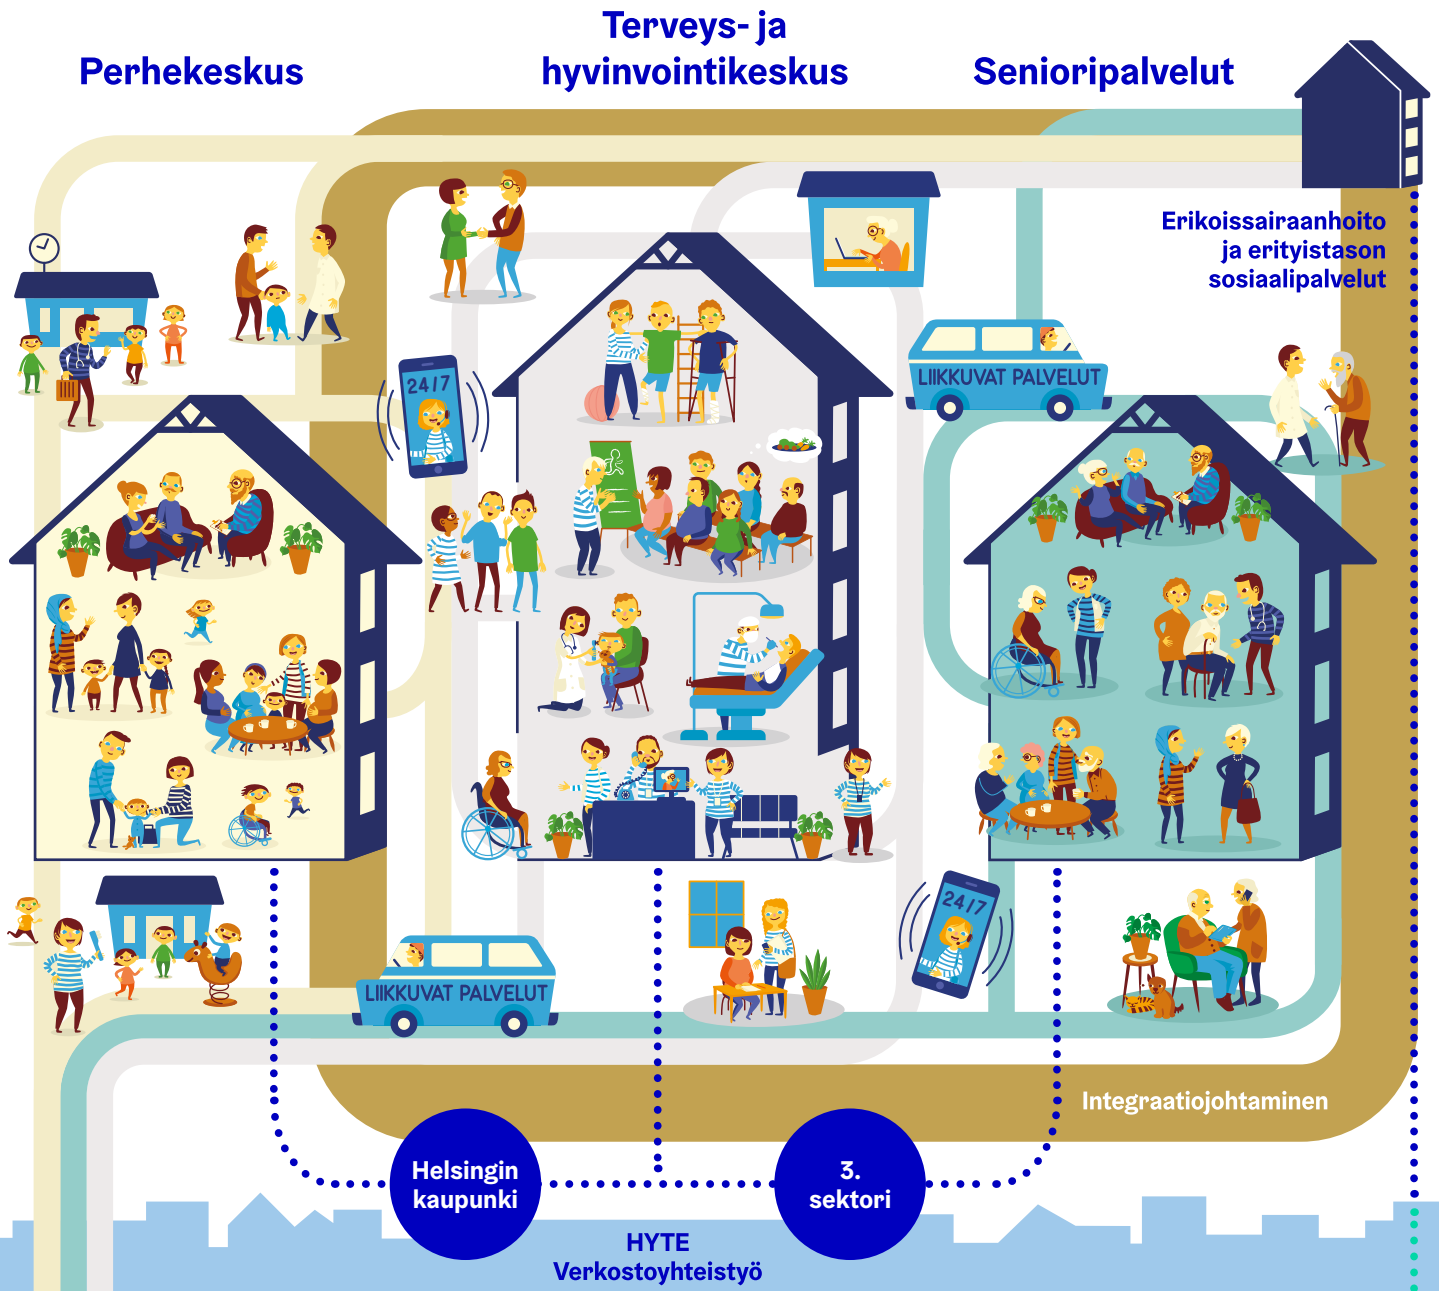 Perhekeskus
Terveys- ja
hyvinvointikeskus
Senioripalvelut
Erikoissairaanhoito
ja erityistason
sosiaalipalvelut
24/7
LIIKKUVAT PALVELUT
24/7
LIIKKUVAT PALVELUT
Integraatiojohtaminen
Helsingin
kaupunki
3.
sektori
HYTE
Verkostoyhteistyö